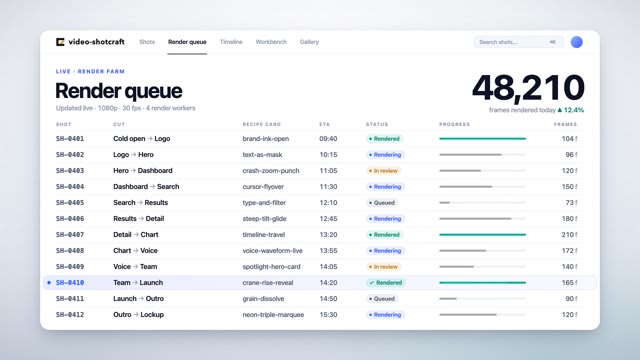 video-shotcraft Shots Render queue Timeline Workbench Gallery Search shots... ⌘K
LIVE · RENDER FARM
Render queue
48,210
Updated live · 1080p · 30 fps · 4 render workers
frames rendered today ▲ 12.4%
SHOT CUT RECIPE CARD ETA STATUS PROGRESS FRAMES
SH-0401 Cold open → Logo brand-ink-open 09:40 Rendered 104 f
SH-0402 Logo → Hero text-as-mask 10:15 Rendering 96 f
SH-0403 Hero → Dashboard crash-zoom-punch 11:05 In review 120 f
SH-0404 Dashboard → Search cursor-flyover 11:30 Rendering 150 f
SH-0405 Search → Results type-and-filter 12:10 Queued 73 f
SH-0406 Results → Detail steep-tilt-glide 12:45 Rendering 180 f
SH-0407 Detail → Chart timeline-travel 13:20 Rendered 210 f
SH-0408 Chart → Voice voice-waveform-live 13:55 Rendering 172 f
SH-0409 Voice → Team spotlight-hero-card 14:05 In review 140 f
SH-0410 Team → Launch crane-rise-reveal 14:20 ✓ Rendered 165 f
SH-0411 Launch → Outro grain-dissolve 14:50 Queued 90 f
SH-0412 Outro → Lockup neon-triple-marquee 15:30 Rendering 120 f